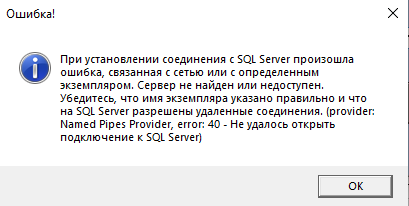 Ошибка!
При установлении соединения с SQL Server произошла
ошибка, связанная с сетью или с определенным
экземпляром. Сервер не найден или недоступен.
Убедитесь, что имя экземпляра указано правильно и что
на SQL Server разрешены удаленные соединения. (provider:
Named Pipes Provider, error: 40 - Не удалось открыть
подключение к SQL Server)
OK